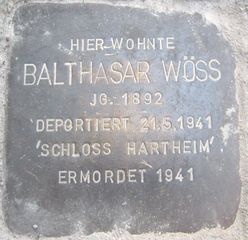 HIER WOHNTE
BALTHASAR WÖSS
JG. 1892
DEPORTIERT 21.5.1941
'SCHLOSS HARTHEIM'
ERMORDET 1941